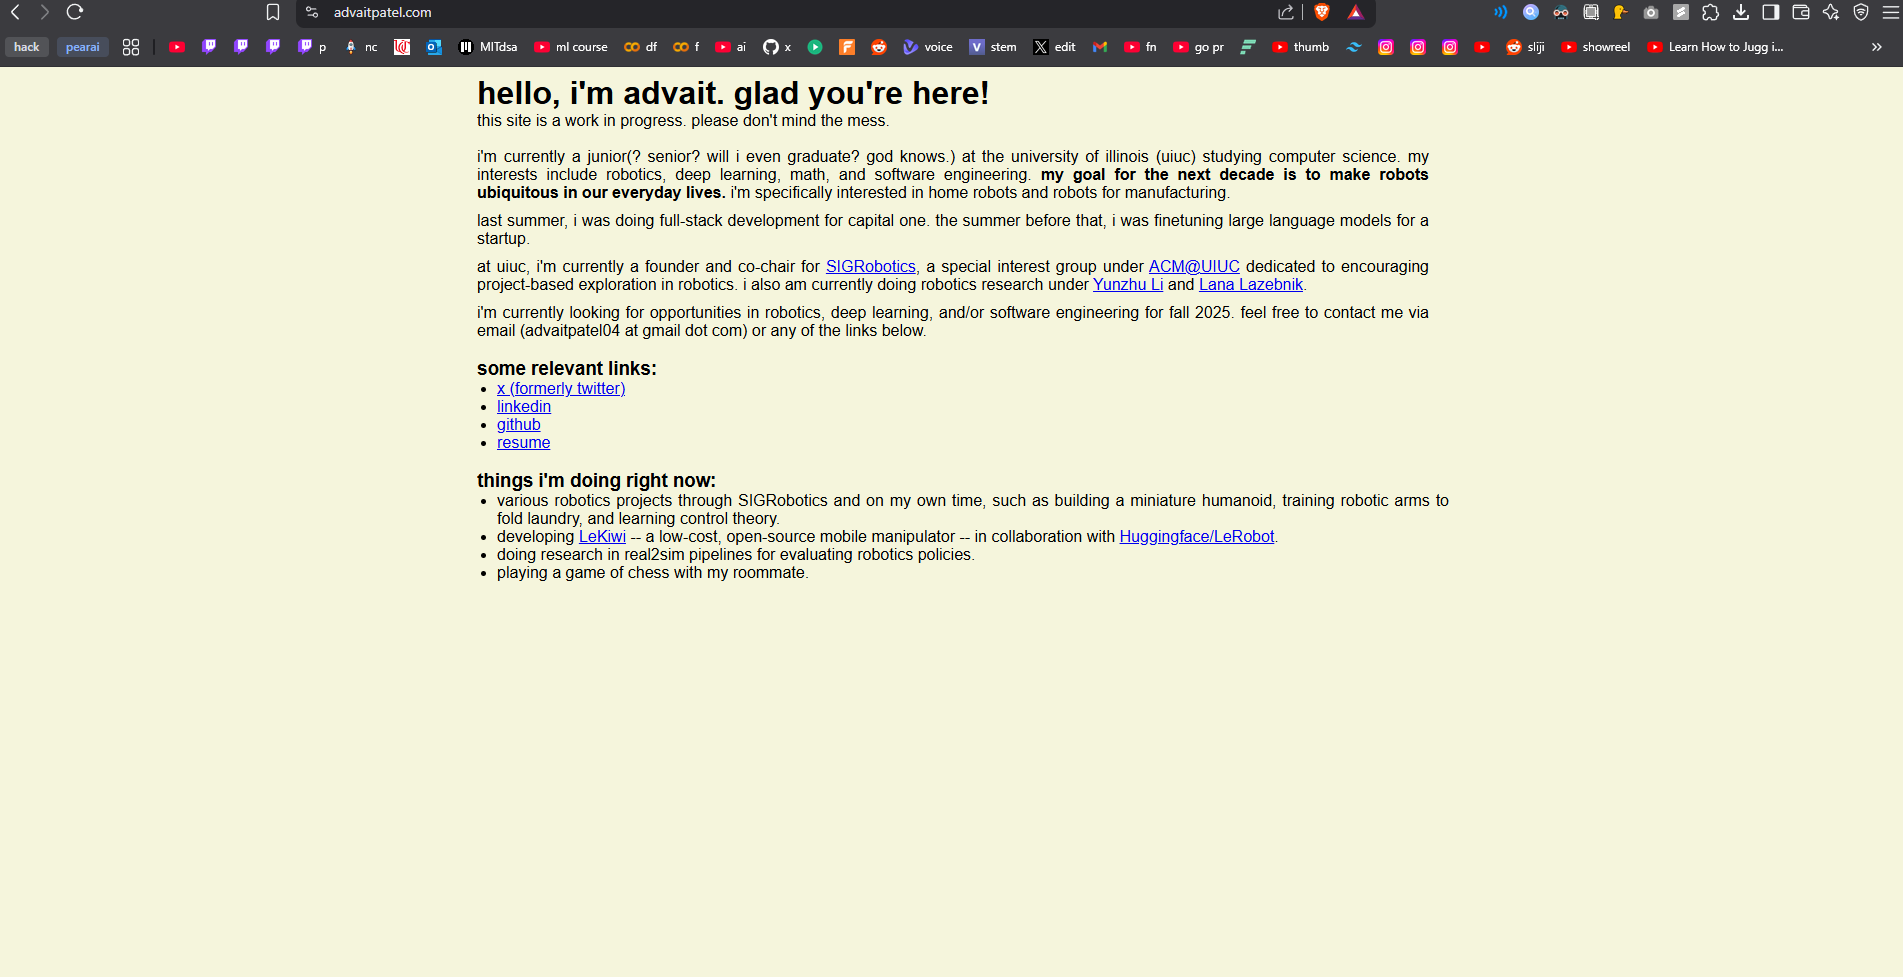 advaitpatel.com
hack pearai p nc MITdsa ml course df f ai x voice stem edit fn go pr thumb sliji showreel Learn How to Jugg i...
hello, i'm advait. glad you're here!
this site is a work in progress. please don't mind the mess.
i'm currently a junior(? senior? will i even graduate? god knows.) at the university of illinois (uiuc) studying computer science. my
interests include robotics, deep learning, math, and software engineering. my goal for the next decade is to make robots
ubiquitous in our everyday lives. i'm specifically interested in home robots and robots for manufacturing.
last summer, i was doing full-stack development for capital one. the summer before that, i was finetuning large language models for a
startup.
at uiuc, i'm currently a founder and co-chair for SIGRobotics, a special interest group under ACM@UIUC dedicated to encouraging
project-based exploration in robotics. i also am currently doing robotics research under Yunzhu Li and Lana Lazebnik.
i'm currently looking for opportunities in robotics, deep learning, and/or software engineering for fall 2025. feel free to contact me via
email (advaitpatel04 at gmail dot com) or any of the links below.
some relevant links:
• x (formerly twitter)
• linkedin
• github
• resume
things i'm doing right now:
• various robotics projects through SIGRobotics and on my own time, such as building a miniature humanoid, training robotic arms to
fold laundry, and learning control theory.
• developing LeKiwi -- a low-cost, open-source mobile manipulator -- in collaboration with Huggingface/LeRobot.
• doing research in real2sim pipelines for evaluating robotics policies.
• playing a game of chess with my roommate.